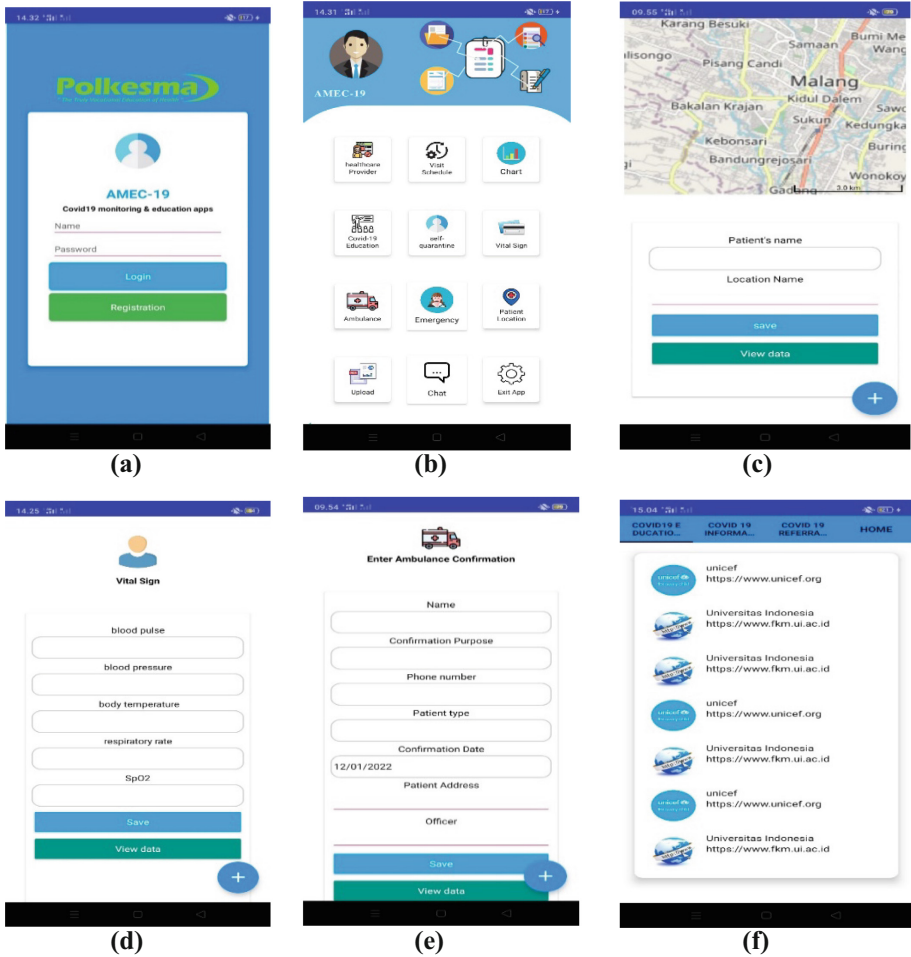 14.32
Polkesma
AMEC-19
Covid19 monitoring & education apps
Name
Password
Login
Registration
(a)
14.31
AMEC-19
healthcare
Provider
Visit
Schedule
Chart
Covid-19
Education
self-
quarantine
Vital Sign
Ambulance
Emergency
Patient
Location
Upload
Chat
Exit App
(b)
09.55
Karang Besuki
Bumi Me
Samaan
Wang
lisongo
Pisang Candi
Malang
Kidul Dalem
Bakalan Krajan
Sawo
Sukun
Kedungka
Kebonsari
Buring
gi
Bandungrejosari
Wonokoy
Gadang
3.0 km
Patient's name
Location Name
save
View data
+
(c)
14.25
Vital Sign
blood pulse
blood pressure
body temperature
respiratory rate
SpO2
Save
View data
+
(d)
09.54
Enter Ambulance Confirmation
Name
Confirmation Purpose
Phone number
Patient type
Confirmation Date
12/01/2022
Patient Address
Officer
Save
View data
+
(e)
15.04
COVID19 E
DUCATIO...
COVID 19
INFORMA...
COVID 19
REFERRA...
HOME
unicef
unicef
https://www.unicef.org
Universitas Indonesia
https://www.fkm.ui.ac.id
Universitas Indonesia
https://www.fkm.ui.ac.id
unicef
unicef
https://www.unicef.org
Universitas Indonesia
https://www.fkm.ui.ac.id
unicef
unicef
https://www.unicef.org
Universitas Indonesia
https://www.fkm.ui.ac.id
(f)